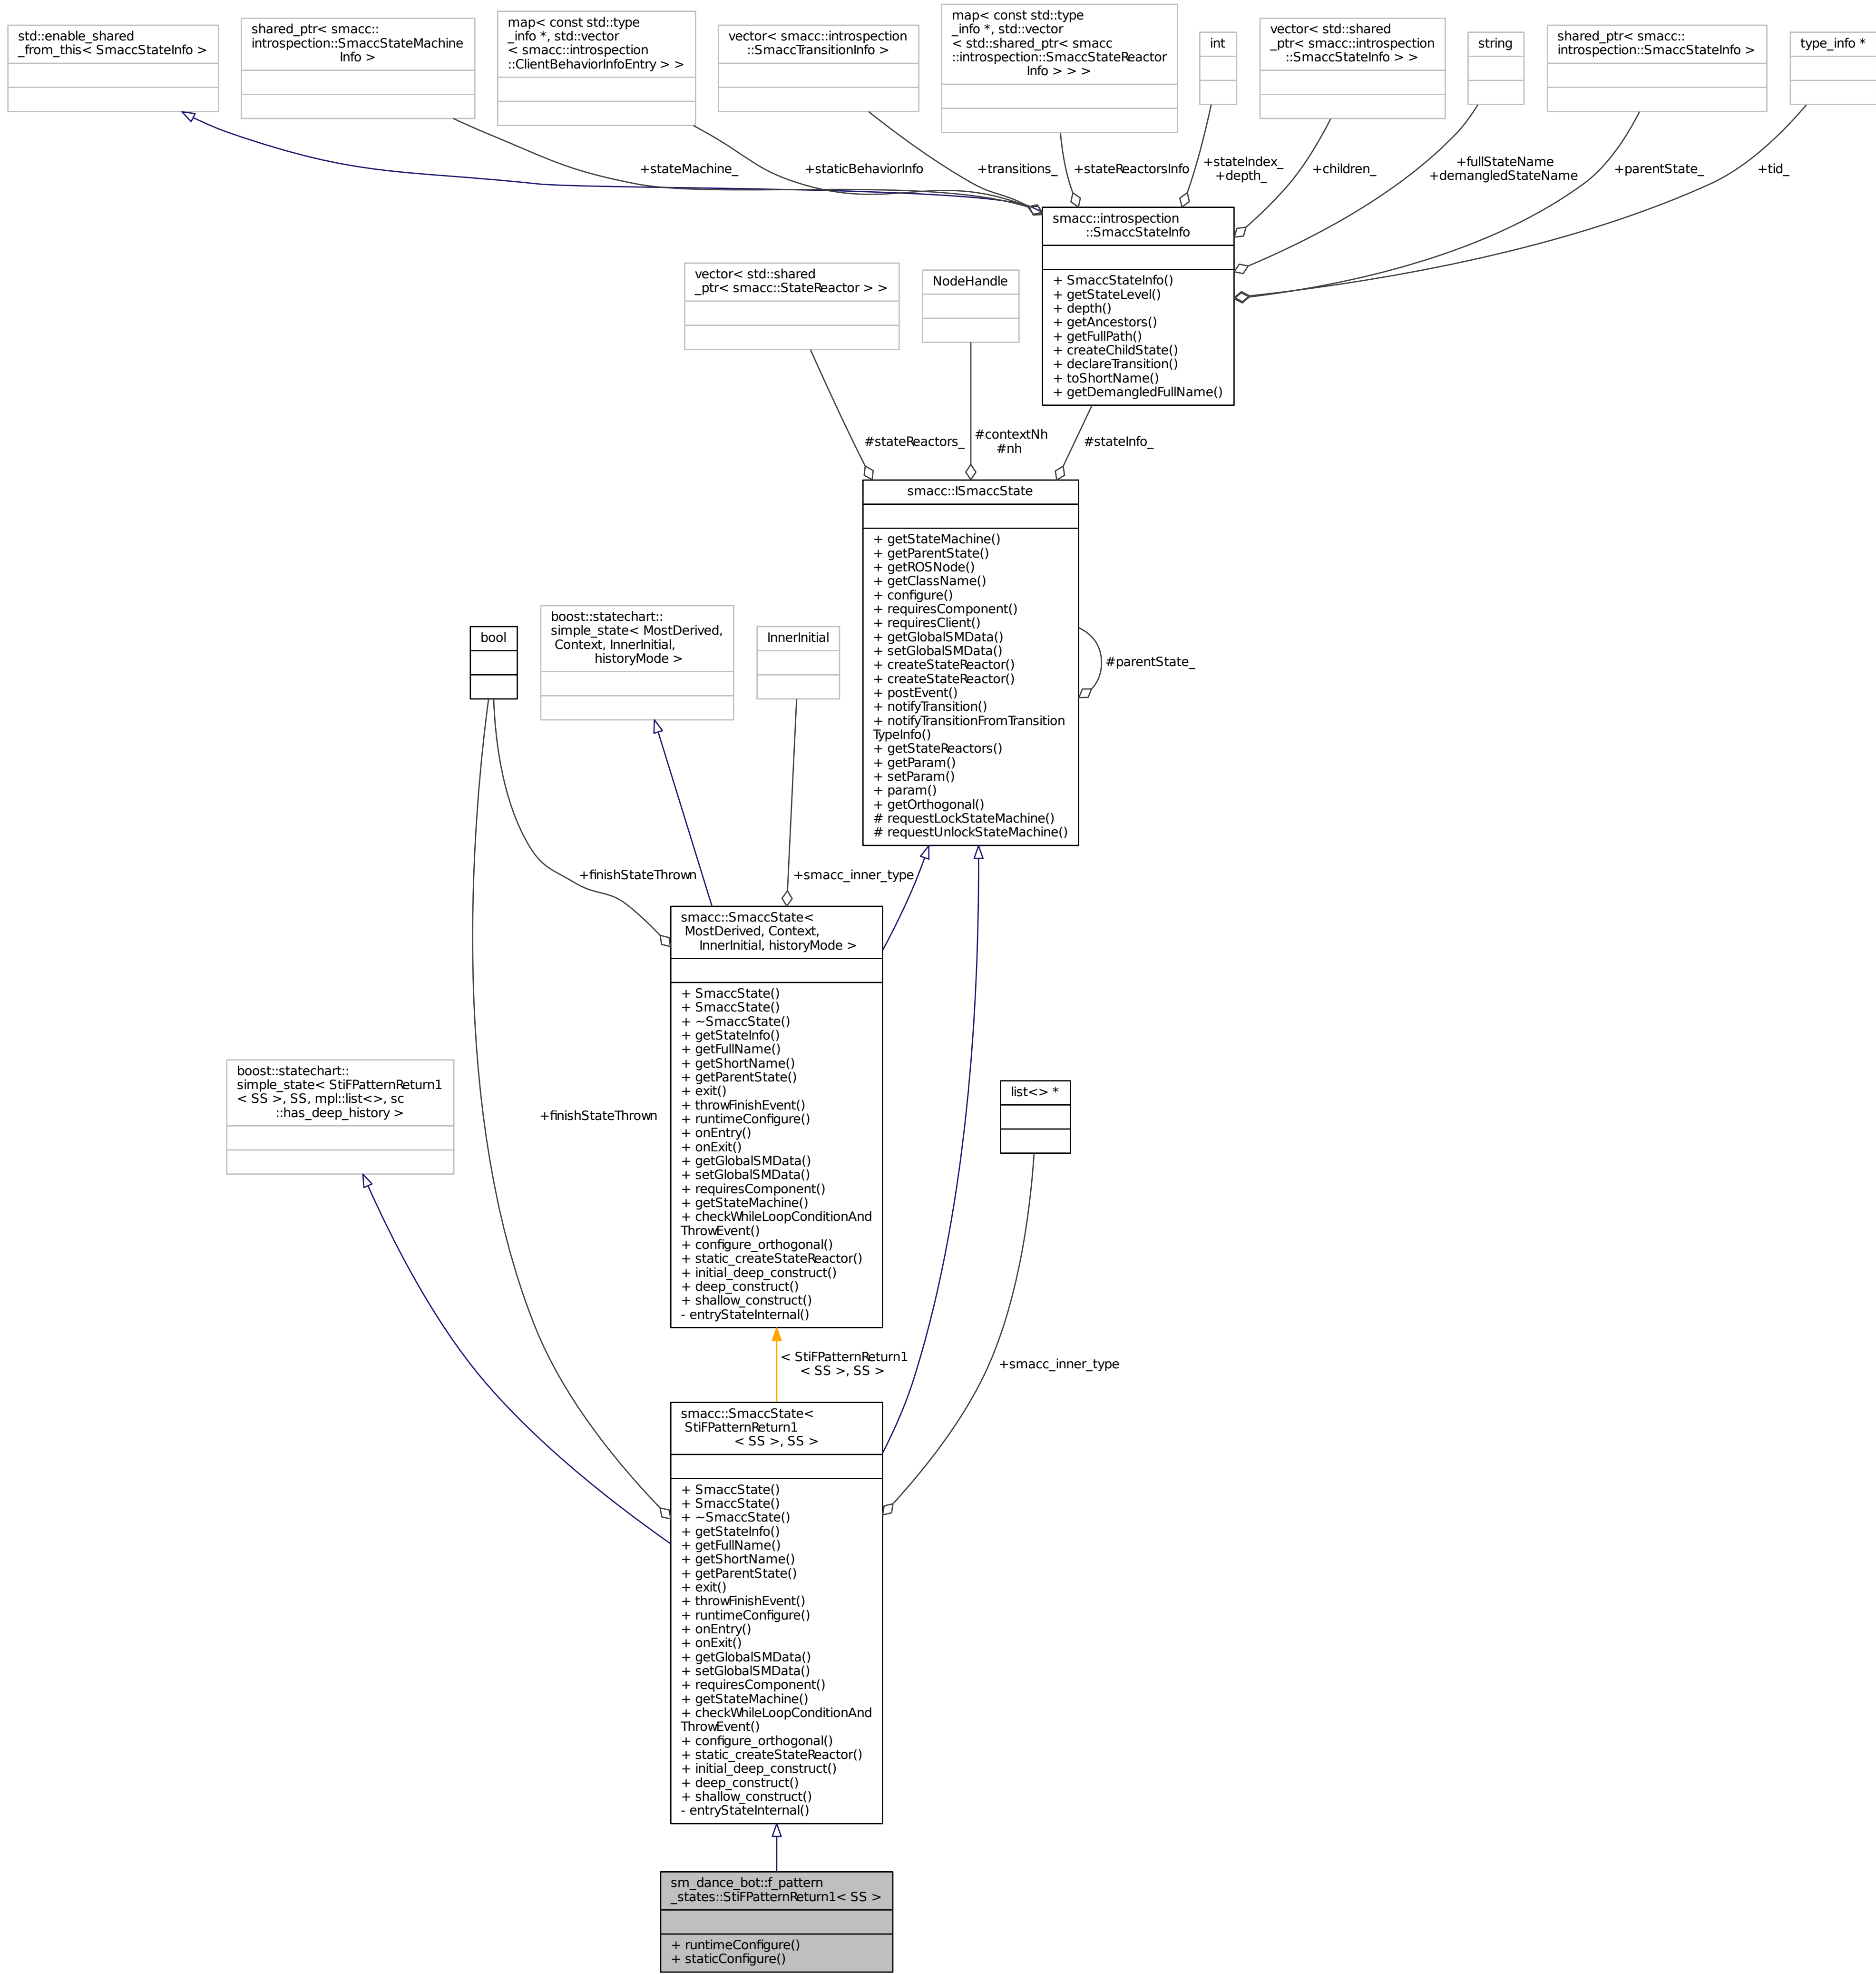 std::enable_shared
_from_this< SmaccStateInfo >
shared_ptr< smacc::
introspection::SmaccStateMachine
Info >
map< const std::type
_info *, std::vector
< smacc::introspection
::ClientBehaviorInfoEntry > >
vector< smacc::introspection
::SmaccTransitionInfo >
map< const std::type
_info *, std::vector
< std::shared_ptr< smacc
::introspection::SmaccStateReactor
Info > > >
int
vector< std::shared
_ptr< smacc::introspection
::SmaccStateInfo > >
string
shared_ptr< smacc::
introspection::SmaccStateInfo >
type_info *
+stateMachine_
+staticBehaviorInfo
+transitions_
+stateReactorsInfo
+stateIndex_
+depth_
+children_
+fullStateName
+demangledStateName
+parentState_
+tid_
smacc::introspection
::SmaccStateInfo
+ SmaccStateInfo()
+ getStateLevel()
+ depth()
+ getAncestors()
+ getFullPath()
+ createChildState()
+ declareTransition()
+ toShortName()
+ getDemangledFullName()
vector< std::shared
_ptr< smacc::StateReactor > >
NodeHandle
#stateReactors_
#contextNh
#nh
#stateInfo_
smacc::ISmaccState
+ getStateMachine()
+ getParentState()
+ getROSNode()
+ getClassName()
+ configure()
+ requiresComponent()
+ requiresClient()
+ getGlobalSMData()
+ setGlobalSMData()
+ createStateReactor()
+ createStateReactor()
+ postEvent()
+ notifyTransition()
+ notifyTransitionFromTransition
TypeInfo()
+ getStateReactors()
+ getParam()
+ setParam()
+ param()
+ getOrthogonal()
# requestLockStateMachine()
# requestUnlockStateMachine()
#parentState_
bool
boost::statechart::
simple_state< MostDerived,
Context, InnerInitial,
historyMode >
InnerInitial
+finishStateThrown
+smacc_inner_type
smacc::SmaccState<
MostDerived, Context,
InnerInitial, historyMode >
+ SmaccState()
+ SmaccState()
+ ~SmaccState()
+ getStateInfo()
+ getFullName()
+ getShortName()
+ getParentState()
+ exit()
+ throwFinishEvent()
+ runtimeConfigure()
+ onEntry()
+ onExit()
+ getGlobalSMData()
+ setGlobalSMData()
+ requiresComponent()
+ getStateMachine()
+ checkWhileLoopConditionAnd
ThrowEvent()
+ configure_orthogonal()
+ static_createStateReactor()
+ initial_deep_construct()
+ deep_construct()
+ shallow_construct()
- entryStateInternal()
boost::statechart::
simple_state< StiFPatternReturn1
< SS >, SS, mpl::list<>, sc
::has_deep_history >
+finishStateThrown
list<> *
< StiFPatternReturn1
< SS >, SS >
+smacc_inner_type
smacc::SmaccState<
StiFPatternReturn1
< SS >, SS >
+ SmaccState()
+ SmaccState()
+ ~SmaccState()
+ getStateInfo()
+ getFullName()
+ getShortName()
+ getParentState()
+ exit()
+ throwFinishEvent()
+ runtimeConfigure()
+ onEntry()
+ onExit()
+ getGlobalSMData()
+ setGlobalSMData()
+ requiresComponent()
+ getStateMachine()
+ checkWhileLoopConditionAnd
ThrowEvent()
+ configure_orthogonal()
+ static_createStateReactor()
+ initial_deep_construct()
+ deep_construct()
+ shallow_construct()
- entryStateInternal()
sm_dance_bot::f_pattern
_states::StiFPatternReturn1< SS >
+ runtimeConfigure()
+ staticConfigure()